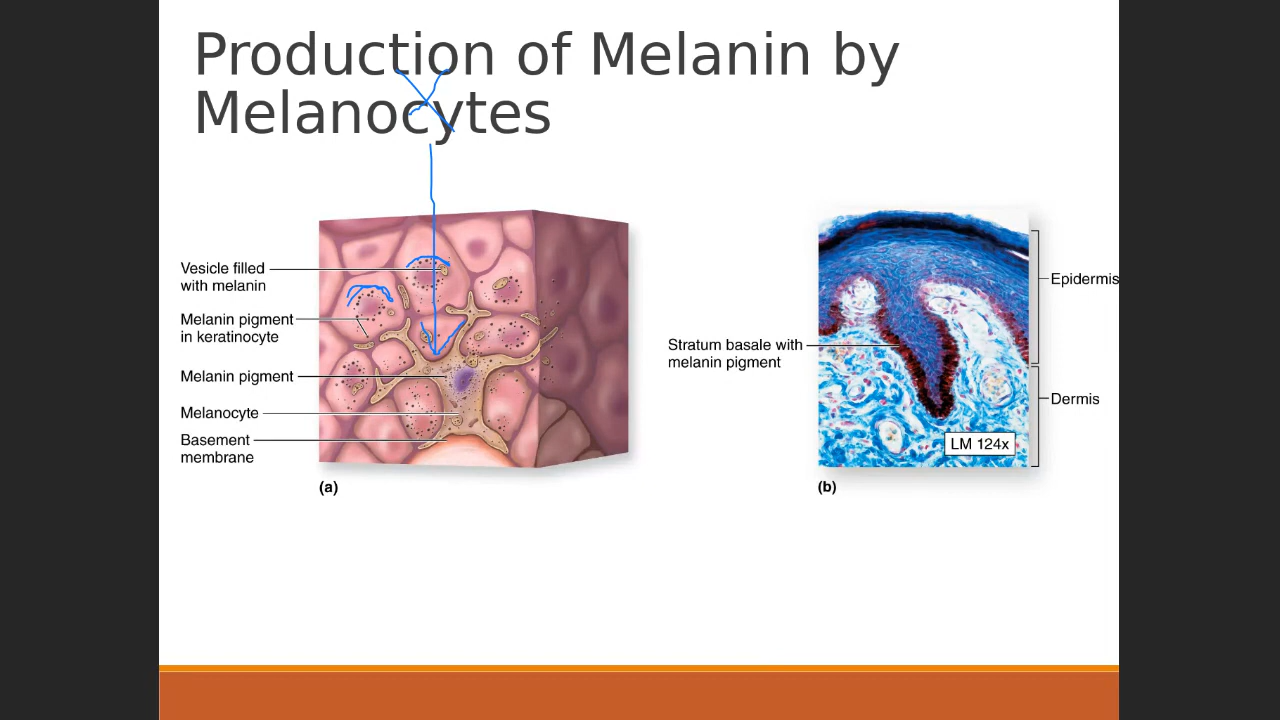 Production of Melanin by
Melanocytes
Vesicle filled
with melanin
Melanin pigment
in keratinocyte
Melanin pigment
Melanocyte
Basement
membrane
(a)
Stratum basale with
melanin pigment
Epidermis
Dermis
LM 124x
(b)